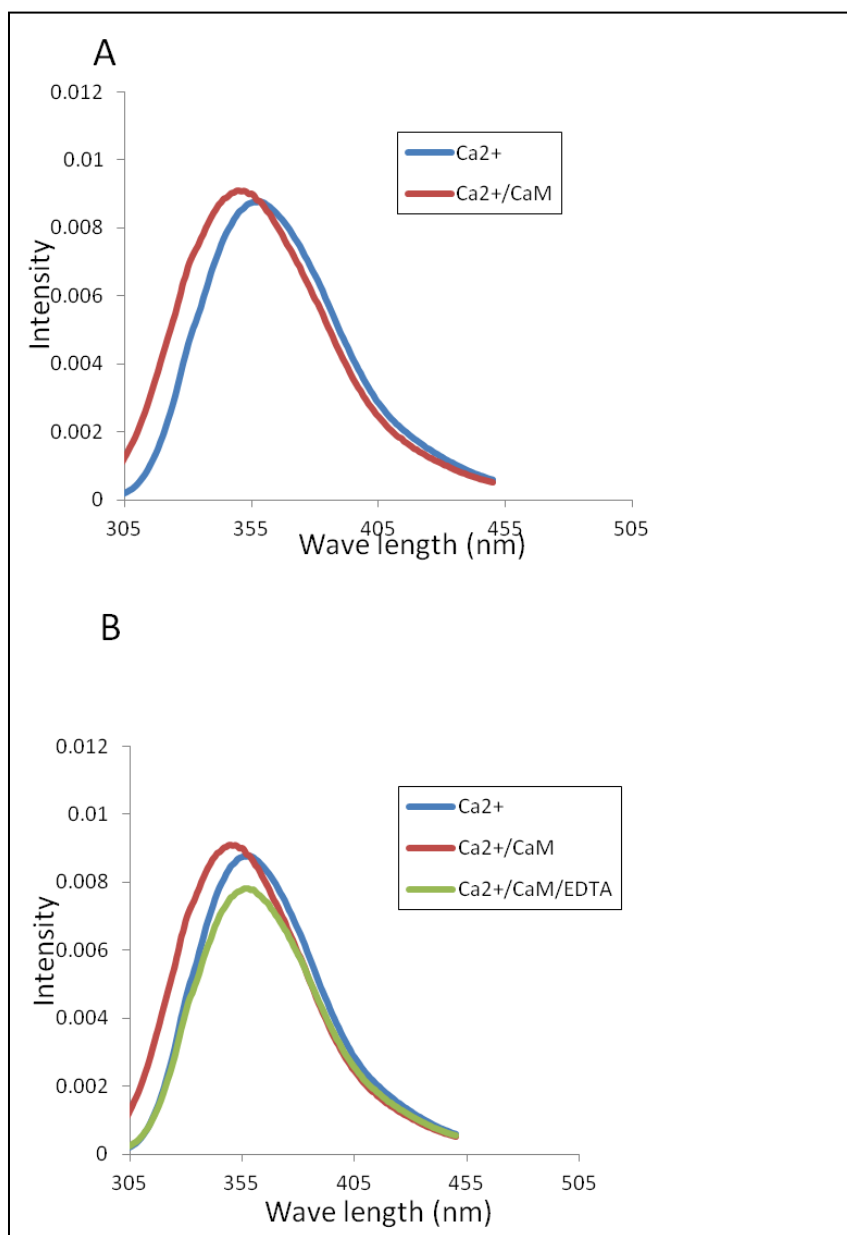 A
0.012
0.01
0.008
0.006
0.004
0.002
0
Intensity
Ca2+
Ca2+/CaM
305 355 405 455 505
Wave length (nm)
B
0.012
0.01
0.008
0.006
0.004
0.002
0
Intensity
Ca2+
Ca2+/CaM
Ca2+/CaM/EDTA
305 355 405 455 505
Wave length (nm)